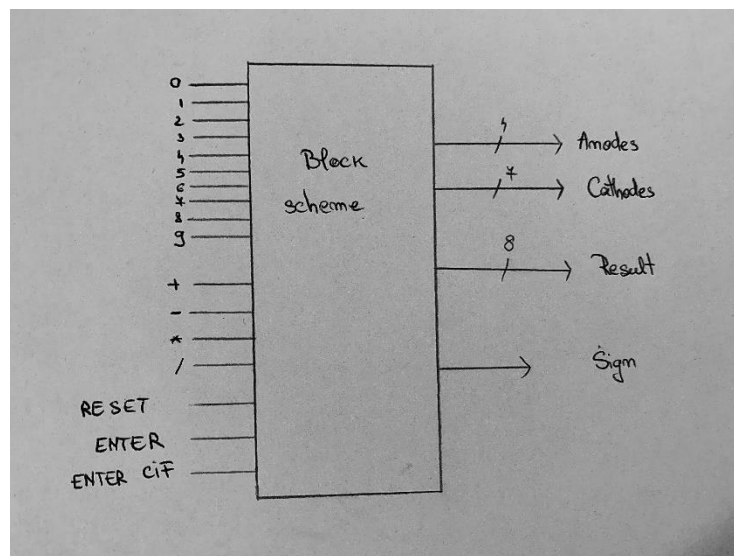 0
1
2
3
4
5
6
7
8
9
+
-
*
/
RESET
ENTER
ENTER CiF
Block
scheme
4
Anodes
7
Cathodes
8
Result
Sign